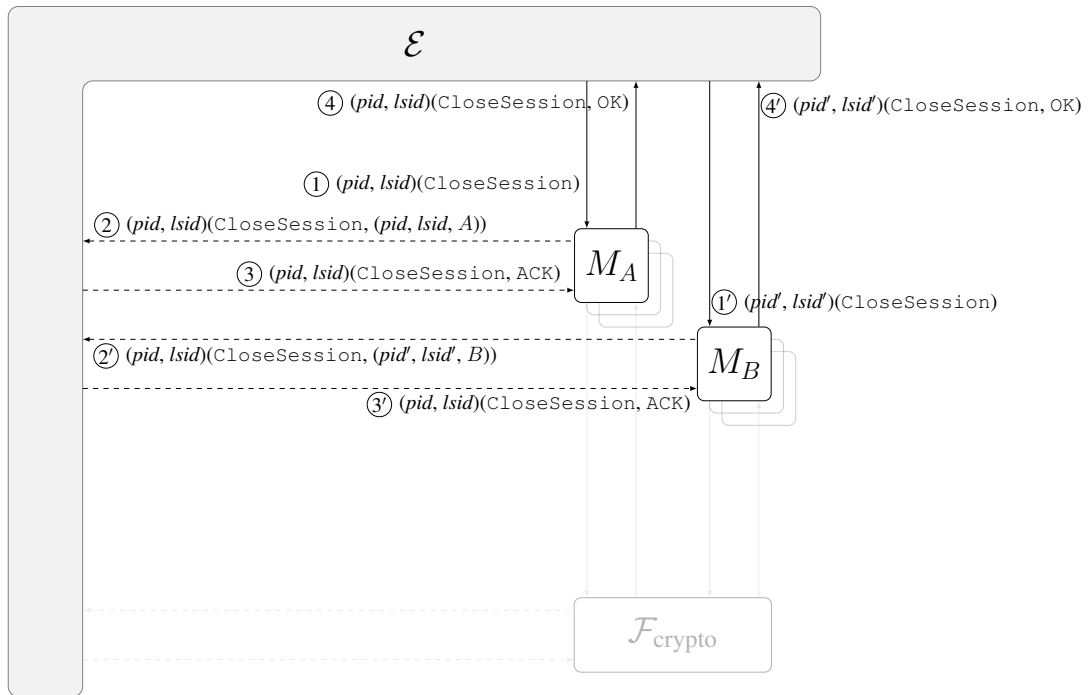 ℰ
④ (pid, lsid)(CloseSession, OK)
④′ (pid′, lsid′)(CloseSession, OK)
① (pid, lsid)(CloseSession)
② (pid, lsid)(CloseSession, (pid, lsid, A))
③ (pid, lsid)(CloseSession, ACK)
M_A
①′ (pid′, lsid′)(CloseSession)
②′ (pid, lsid)(CloseSession, (pid′, lsid′, B))
M_B
③′ (pid, lsid)(CloseSession, ACK)
ℱ_crypto